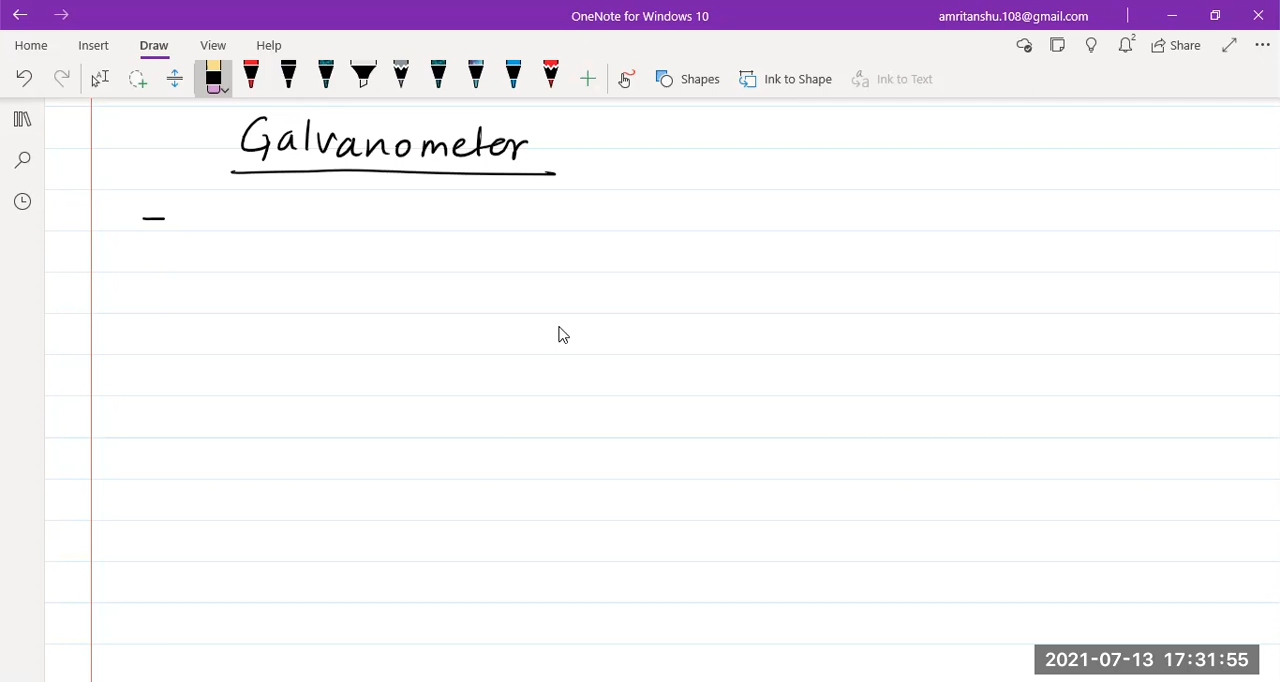 OneNote for Windows 10
amritanshu.108@gmail.com
Home Insert Draw View Help
2
Share
Shapes
Ink to Shape
Ink to Text
Galvanometer
–
2021-07-13 17:31:55